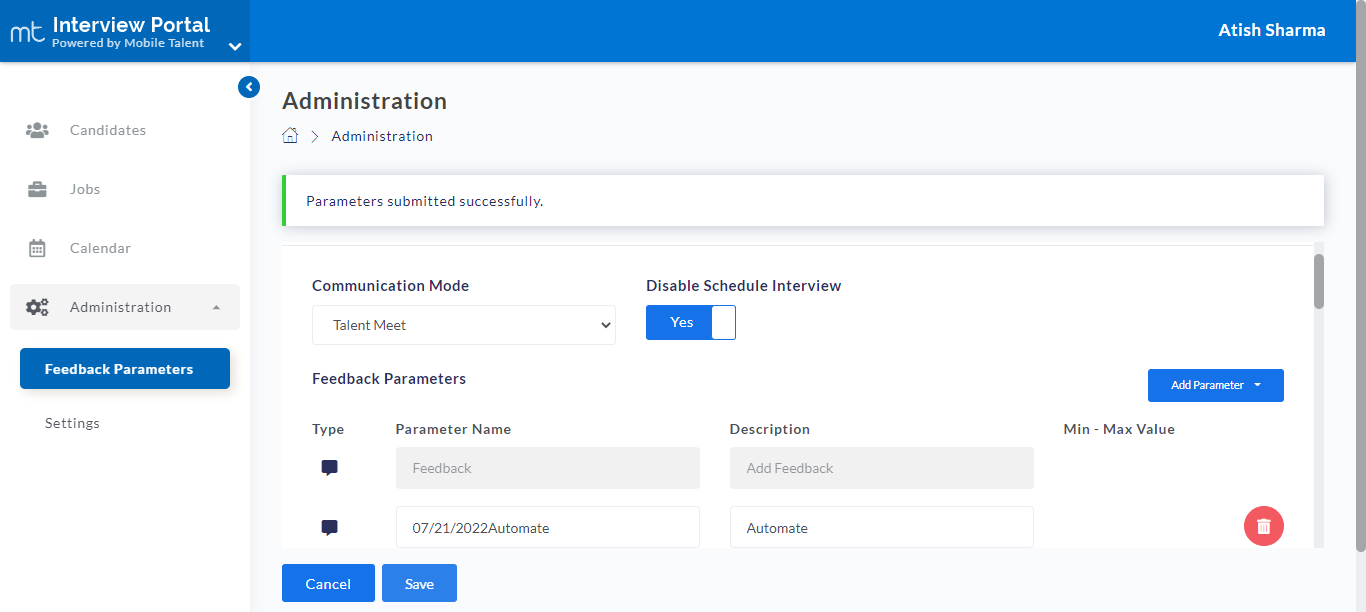 mt Interview Portal
Powered by Mobile Talent
Atish Sharma
Candidates
Jobs
Calendar
Administration
Feedback Parameters
Settings
Administration
Administration
Parameters submitted successfully.
Communication Mode Disable Schedule Interview
Talent Meet Yes
Feedback Parameters Add Parameter
Type Parameter Name Description Min - Max Value
Feedback Add Feedback
07/21/2022Automate Automate
Cancel Save